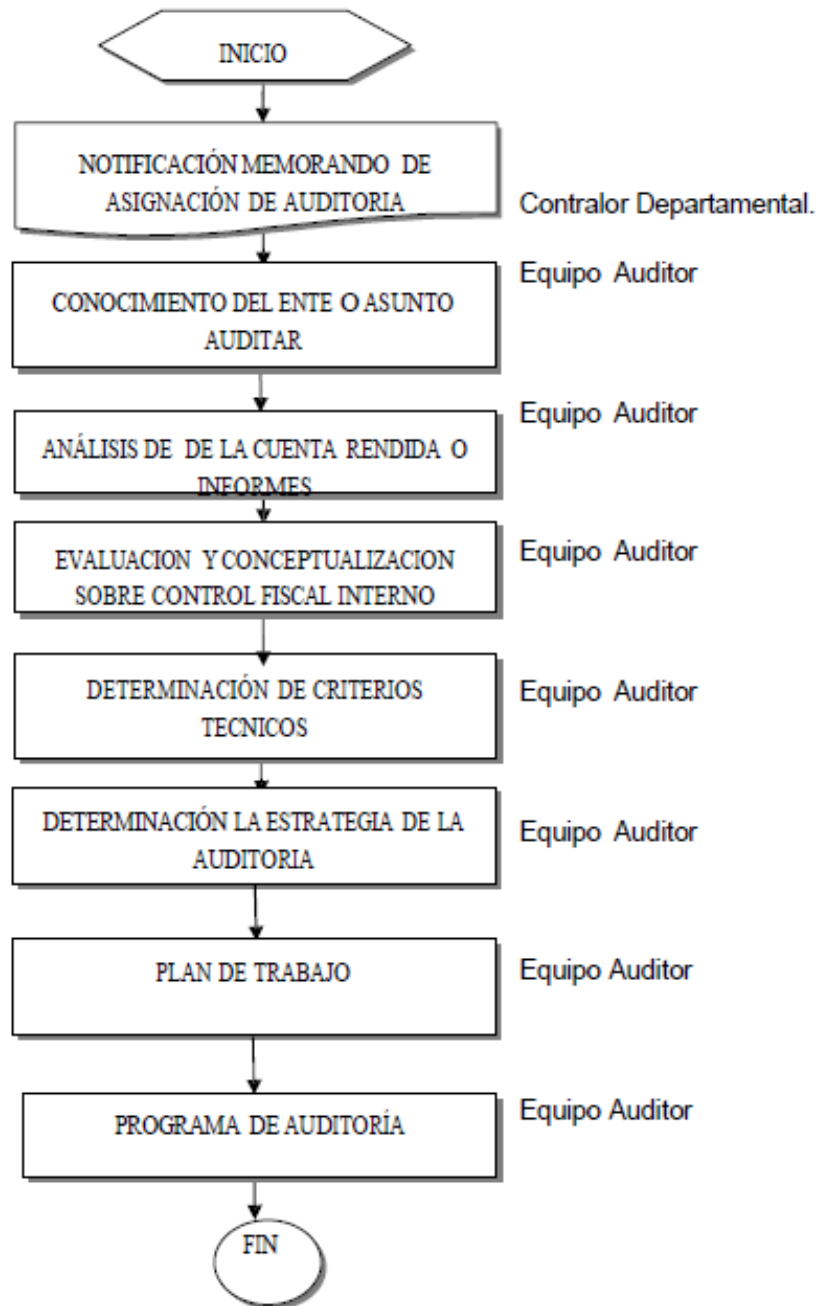 INICIO
NOTIFICACIÓN MEMORANDO DE
ASIGNACIÓN DE AUDITORIA
Contralor Departamental.
Equipo Auditor
CONOCIMIENTO DEL ENTE O ASUNTO
AUDITAR
Equipo Auditor
ANÁLISIS DE DE LA CUENTA RENDIDA O
INFORMES
Equipo Auditor
EVALUACION Y CONCEPTUALIZACION
SOBRE CONTROL FISCAL INTERNO
Equipo Auditor
DETERMINACIÓN DE CRITERIOS
TECNICOS
DETERMINACIÓN LA ESTRATEGIA DE LA
AUDITORIA
Equipo Auditor
PLAN DE TRABAJO
Equipo Auditor
PROGRAMA DE AUDITORÍA
Equipo Auditor
FIN